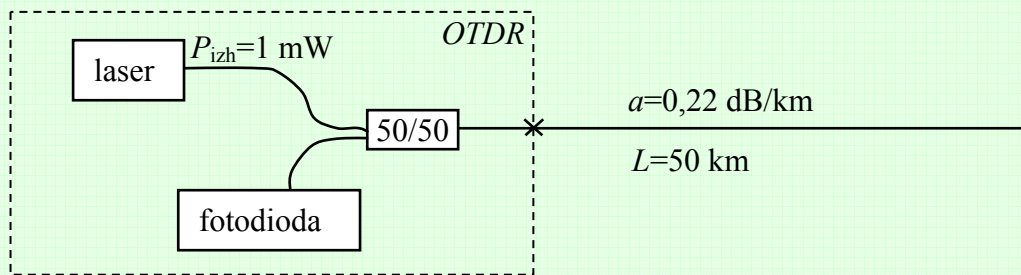 OTDR
P_izh=1 mW
laser
a=0,22 dB/km
50/50
L=50 km
fotodioda